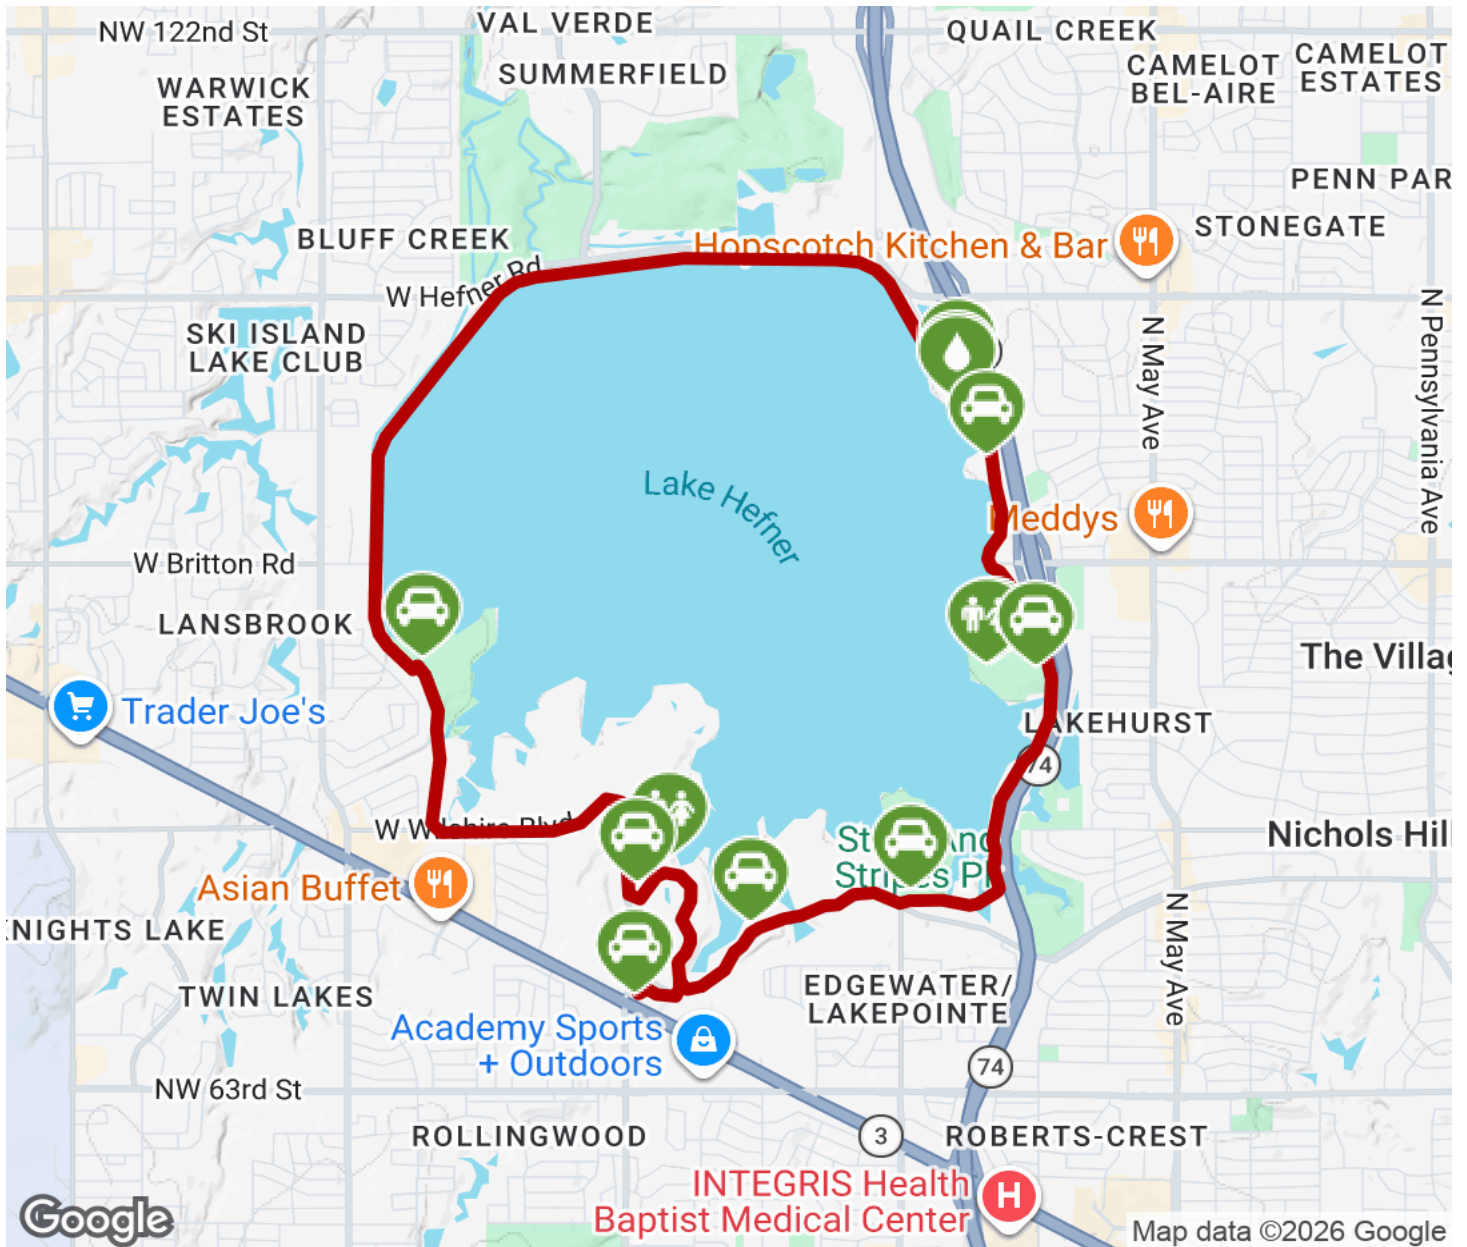 NW 122nd St
VAL VERDE
QUAIL CREEK
CAMELOT
ESTATES
CAMELOT
BEL-AIRE
SUMMERFIELD
WARWICK
ESTATES
PENN PAR
STONEGATE
BLUFF CREEK
Hopscotch Kitchen & Bar
W Hefner Rd
SKI ISLAND
LAKE CLUB
N May Ave
N Pennsylvania Ave
Lake Hefner
Meddys
W Britton Rd
LANSBROOK
The Villag
Trader Joe's
LAKEHURST
74
W Wilshire Blvd
Nichols Hill
Asian Buffet
KNIGHTS LAKE
N May Ave
TWIN LAKES
EDGEWATER/
LAKEPOINTE
Academy Sports
+ Outdoors
74
NW 63rd St
ROLLINGWOOD
3
ROBERTS-CREST
INTEGRIS Health
Baptist Medical Center
H
Google
Map data ©2026 Google